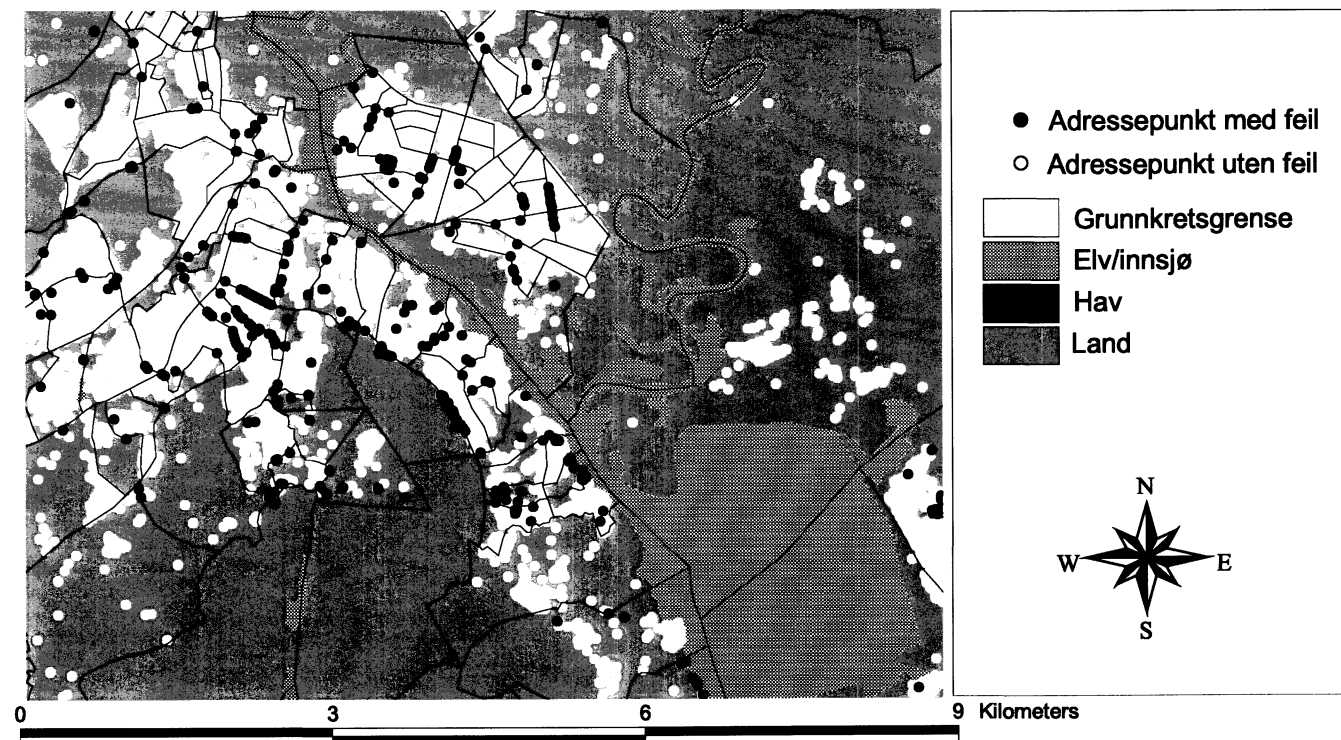 Adressepunkt med feil
Adressepunkt uten feil
Grunnkretsgrense
Elv/innsjø
Hav
Land
N
W E
S
0 3 6 9 Kilometers